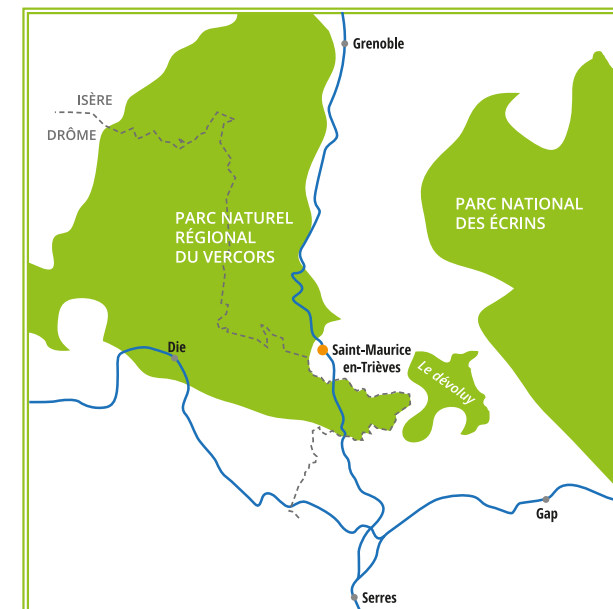 Grenoble
ISÈRE
DRÔME
PARC NATUREL
RÉGIONAL
DU VERCORS
PARC NATIONAL
DES ÉCRINS
Die
Saint-Maurice
en-Trièves
Le dévoluy
Gap
Serres